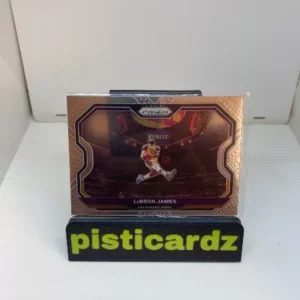 PRIZM
LeBRON JAMES
LOS ANGELES LAKERS
pisticardz